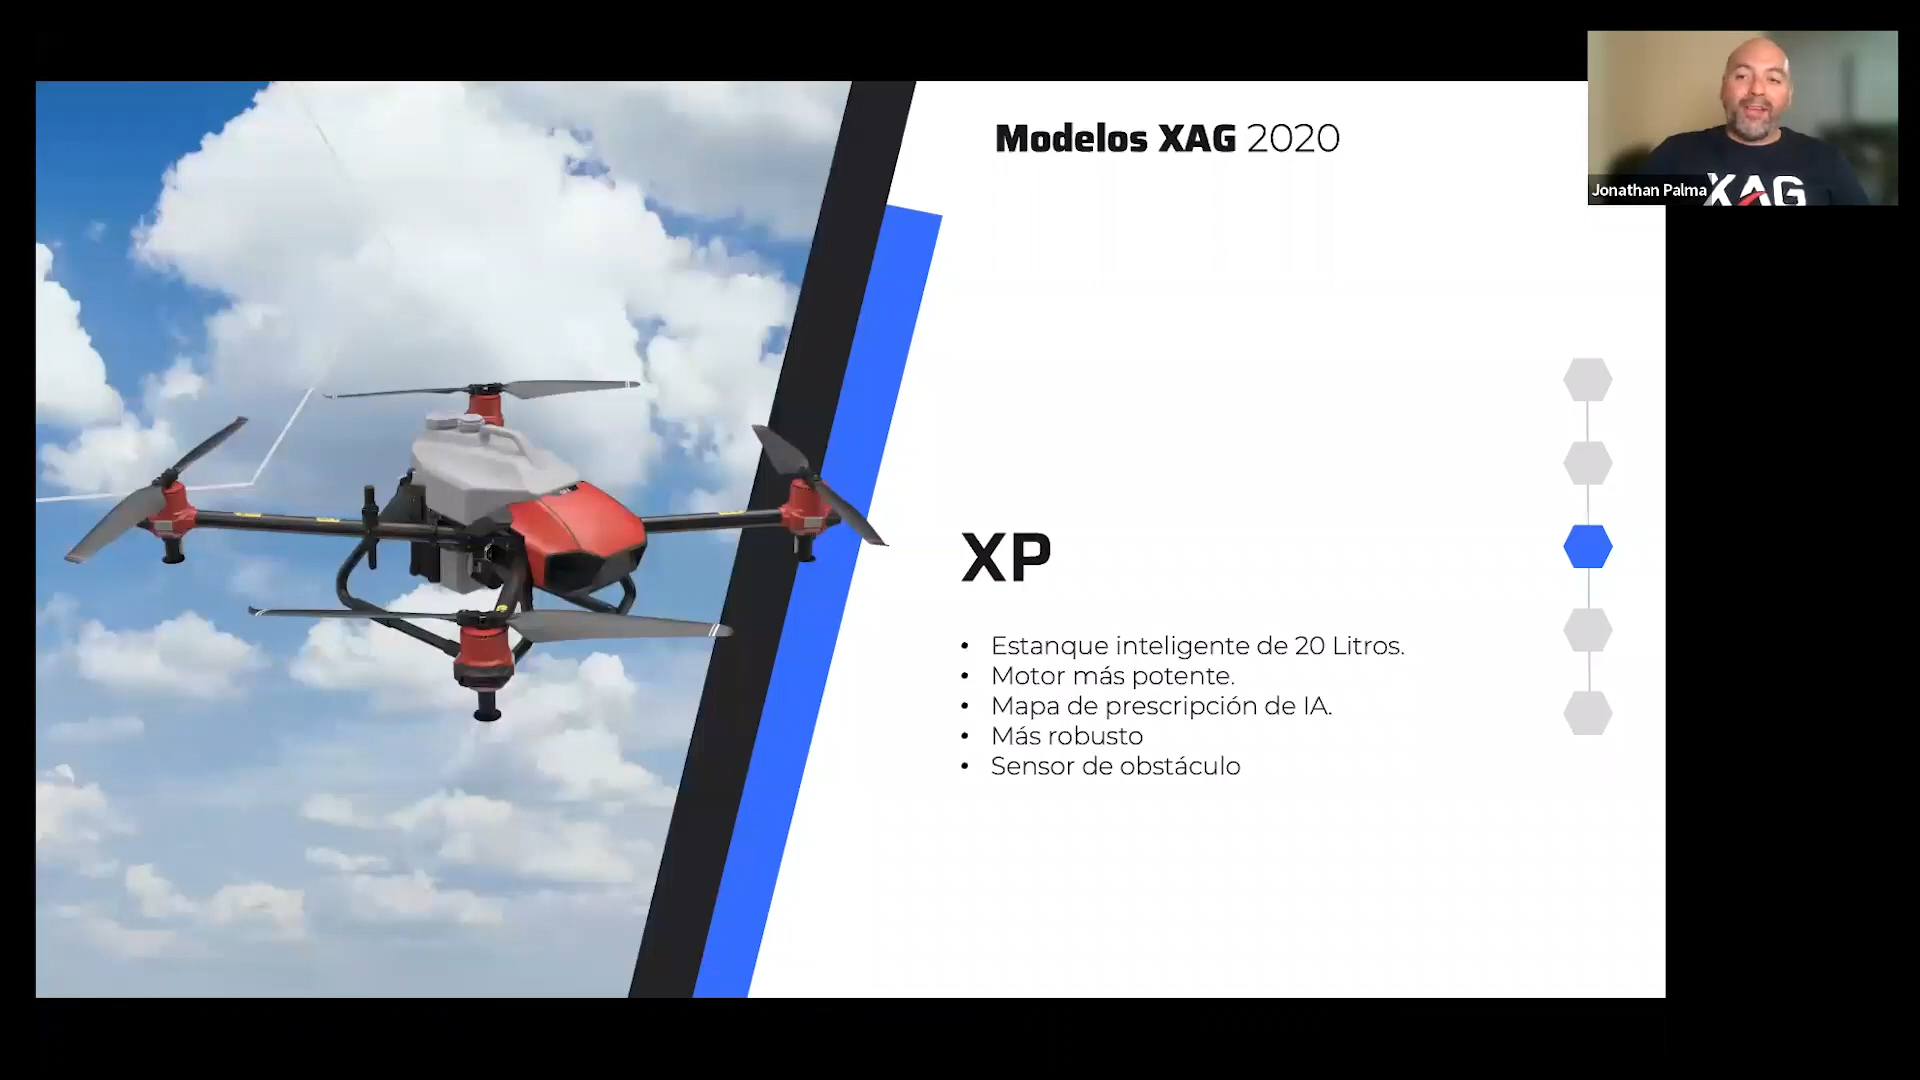 Modelos XAG 2020
Jonathan Palma
XAG
XP
• Estanque inteligente de 20 Litros.
• Motor más potente.
• Mapa de prescripción de IA.
• Más robusto
• Sensor de obstáculo